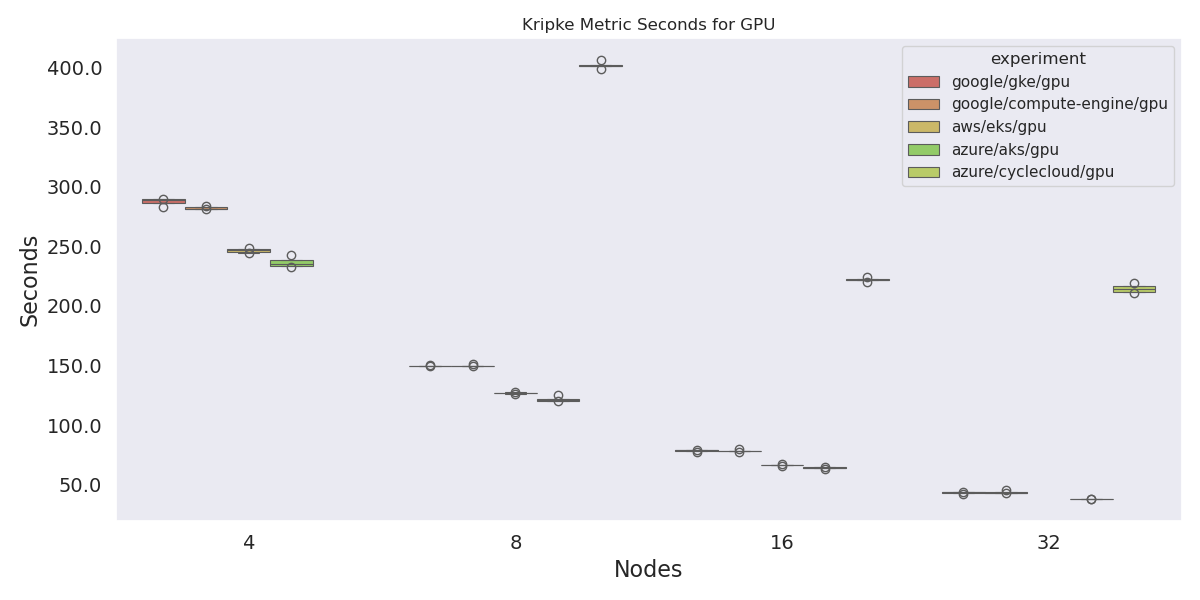 Kripke Metric Seconds for GPU
Seconds
400.0
350.0
300.0
250.0
200.0
150.0
100.0
50.0
experiment
google/gke/gpu
google/compute-engine/gpu
aws/eks/gpu
azure/aks/gpu
azure/cyclecloud/gpu
4 8 16 32
Nodes